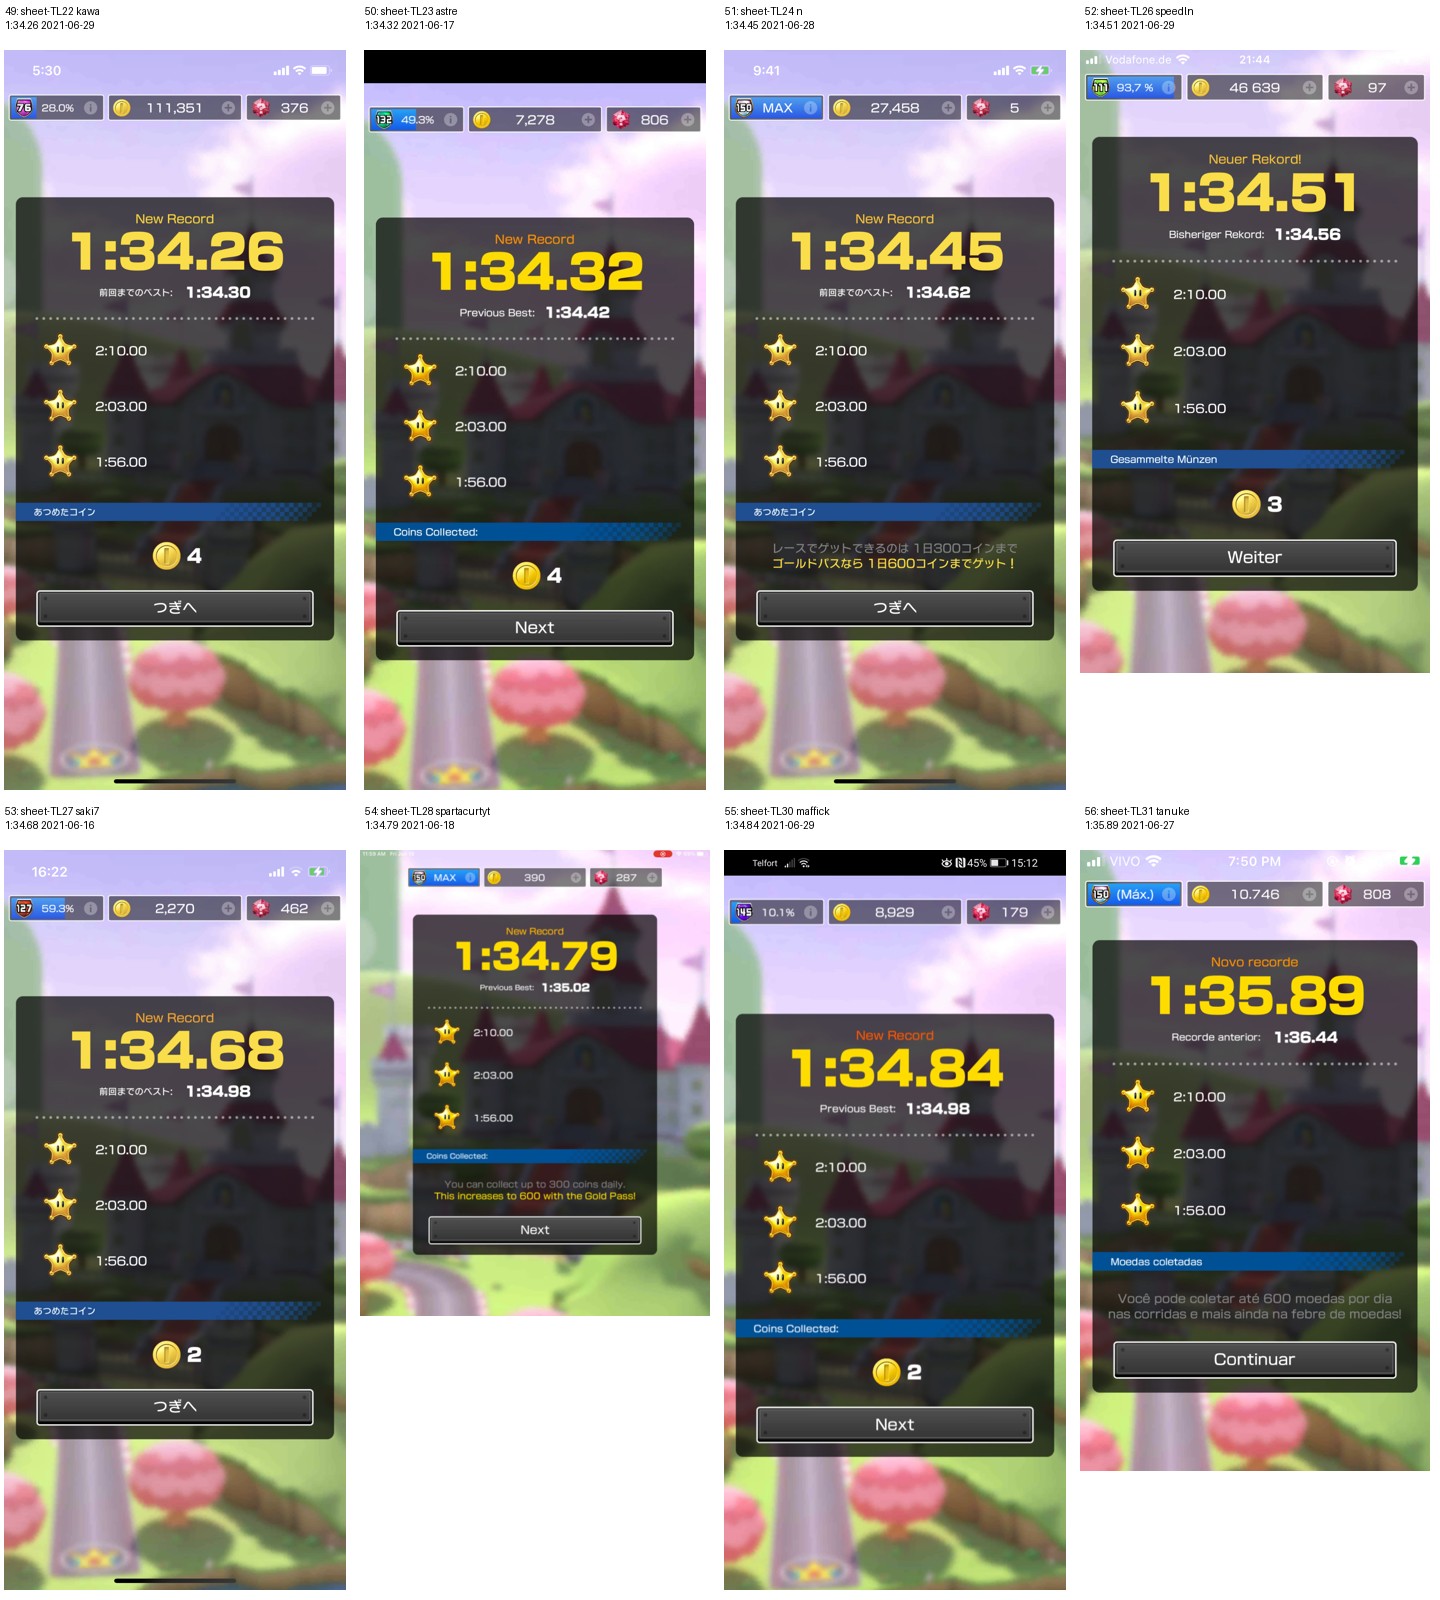 49: sheet-TL22 kawa
1:34.26 2021-06-29
5:30
76 28.0% i 111,351 376
New Record
1:34.26
前回までのベスト: 1:34.30
2:10.00
2:03.00
1:56.00
あつめたコイン
4
つぎへ
50: sheet-TL23 astre
1:34.32 2021-06-17
132 49.3% i 7,278 806
New Record
1:34.32
Previous Best: 1:34.42
2:10.00
2:03.00
1:56.00
Coins Collected:
4
Next
51: sheet-TL24 n
1:34.45 2021-06-28
9:41
150 MAX i 27,458 5
New Record
1:34.45
前回までのベスト: 1:34.62
2:10.00
2:03.00
1:56.00
あつめたコイン
レースでゲットできるのは 1日300コインまで
ゴールドパスなら 1日600コインまでゲット！
つぎへ
52: sheet-TL26 speedln
1:34.51 2021-06-29
Vodafone.de 21:44
111 93,7 % i 46 639 97
Neuer Rekord!
1:34.51
Bisheriger Rekord: 1:34.56
2:10.00
2:03.00
1:56.00
Gesammelte Münzen
3
Weiter
53: sheet-TL27 saki7
1:34.68 2021-06-16
16:22
127 59.3% i 2,270 462
New Record
1:34.68
前回までのベスト: 1:34.98
2:10.00
2:03.00
1:56.00
あつめたコイン
2
つぎへ
54: sheet-TL28 spartacurtyt
1:34.79 2021-06-18
150 MAX i 390 287
New Record
1:34.79
Previous Best: 1:35.02
2:10.00
2:03.00
1:56.00
Coins Collected:
You can collect up to 300 coins daily.
This increases to 600 with the Gold Pass!
Next
55: sheet-TL30 maffick
1:34.84 2021-06-29
Telfort 45% 15:12
145 10.1% i 8,929 179
New Record
1:34.84
Previous Best: 1:34.98
2:10.00
2:03.00
1:56.00
Coins Collected:
2
Next
56: sheet-TL31 tanuke
1:35.89 2021-06-27
VIVO 7:50 PM
150 (Máx.) i 10.746 808
Novo recorde
1:35.89
Recorde anterior: 1:36.44
2:10.00
2:03.00
1:56.00
Moedas coletadas
Você pode coletar até 600 moedas por dia
nas corridas e mais ainda na febre de moedas!
Continuar